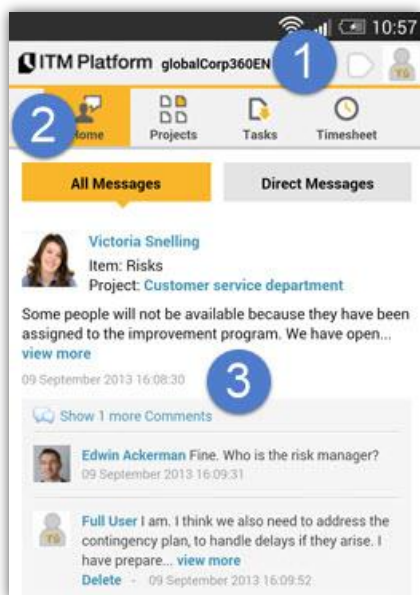 10:57
ITM Platform globalCorp360EN
1
2
Home
Projects
Tasks
Timesheet
All Messages
Direct Messages
Victoria Snelling
Item: Risks
Project: Customer service department
Some people will not be available because they have been
assigned to the improvement program. We have open...
view more
09 September 2013 16:08:30
3
Show 1 more Comments
Edwin Ackerman Fine. Who is the risk manager?
09 September 2013 16:09:31
Full User I am. I think we also need to address the
contingency plan, to handle delays if they arise. I
have prepare... view more
Delete - 09 September 2013 16:09:52